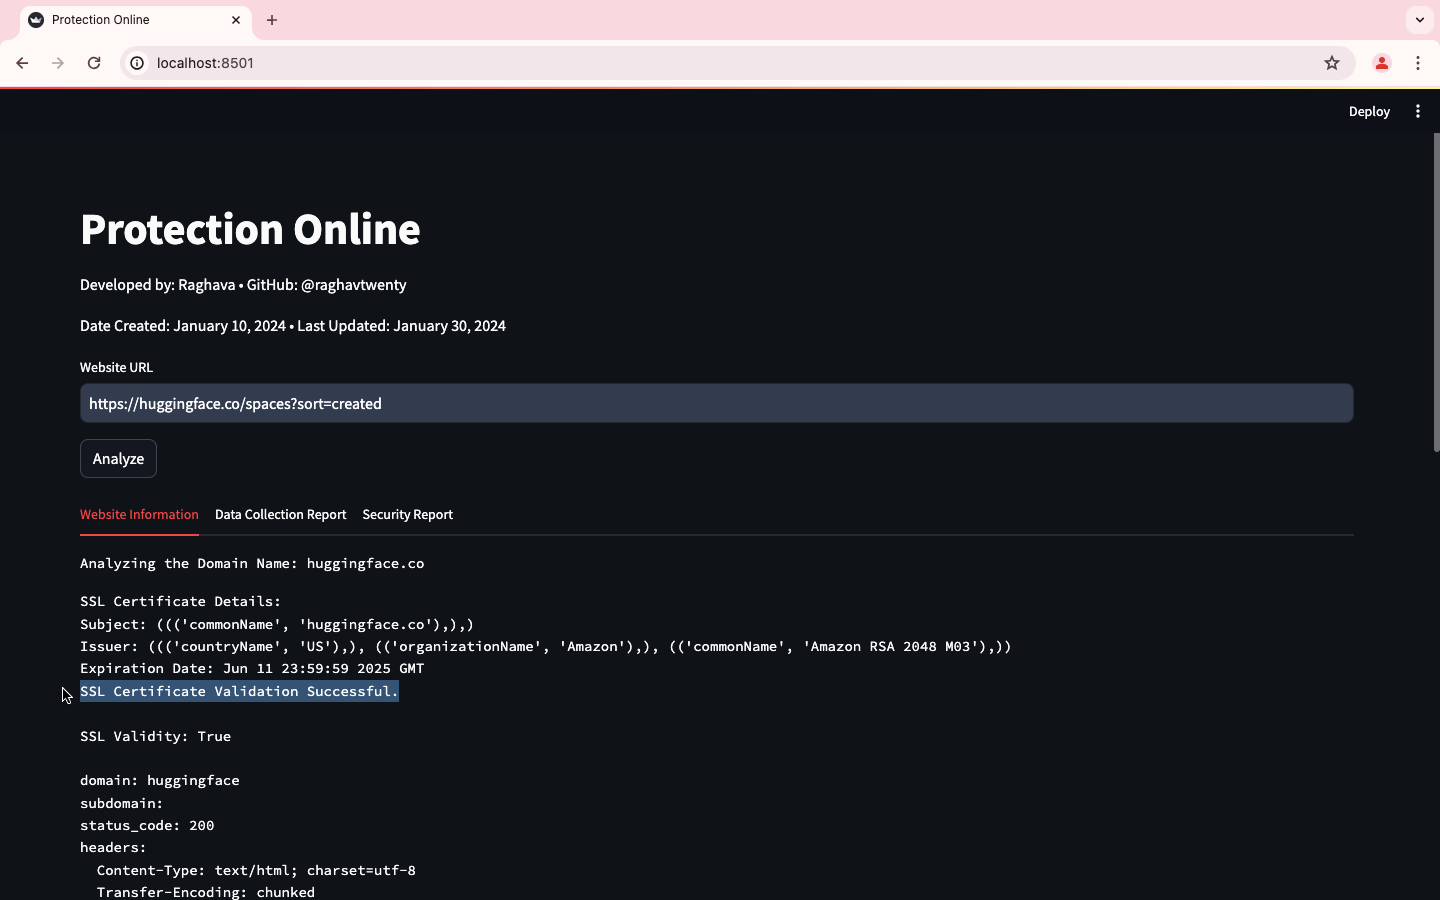 Protection Online
localhost:8501
Deploy
Protection Online
Developed by: Raghava • GitHub: @raghavtwenty
Date Created: January 10, 2024 • Last Updated: January 30, 2024
Website URL
https://huggingface.co/spaces?sort=created
Analyze
Website Information Data Collection Report Security Report
Analyzing the Domain Name: huggingface.co
SSL Certificate Details:
Subject: ((('commonName', 'huggingface.co'),),)
Issuer: ((('countryName', 'US'),), (('organizationName', 'Amazon'),), (('commonName', 'Amazon RSA 2048 M03'),))
Expiration Date: Jun 11 23:59:59 2025 GMT
SSL Certificate Validation Successful.
SSL Validity: True
domain: huggingface
subdomain:
status_code: 200
headers:
  Content-Type: text/html; charset=utf-8
  Transfer-Encoding: chunked